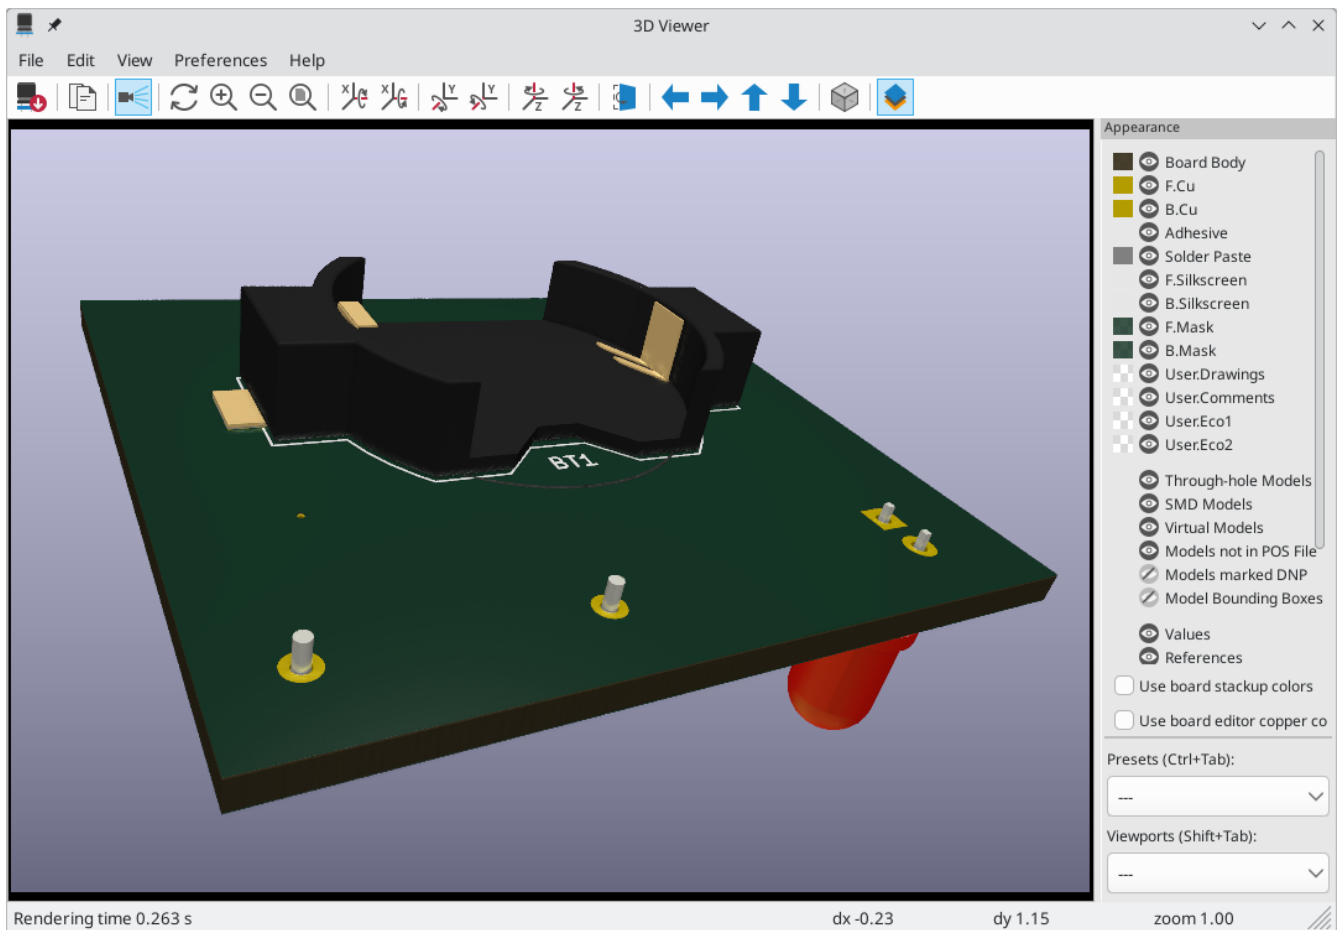 3D Viewer
File Edit View Preferences Help
Appearance
Board Body
F.Cu
B.Cu
Adhesive
Solder Paste
F.Silkscreen
B.Silkscreen
F.Mask
B.Mask
User.Drawings
User.Comments
User.Eco1
User.Eco2
Through-hole Models
SMD Models
Virtual Models
Models not in POS File
Models marked DNP
Model Bounding Boxes
Values
References
Use board stackup colors
Use board editor copper co
Presets (Ctrl+Tab):
---
Viewports (Shift+Tab):
---
BT1
Rendering time 0.263 s dx -0.23 dy 1.15 zoom 1.00